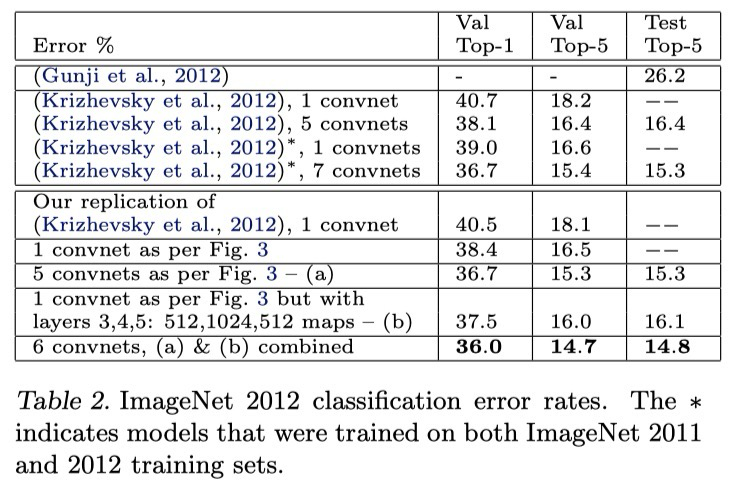 Error % Val Top-1 Val Top-5 Test Top-5
(Gunji et al., 2012) - - 26.2
(Krizhevsky et al., 2012), 1 convnet 40.7 18.2 −−
(Krizhevsky et al., 2012), 5 convnets 38.1 16.4 16.4
(Krizhevsky et al., 2012)*, 1 convnets 39.0 16.6 −−
(Krizhevsky et al., 2012)*, 7 convnets 36.7 15.4 15.3
Our replication of
(Krizhevsky et al., 2012), 1 convnet 40.5 18.1 −−
1 convnet as per Fig. 3 38.4 16.5 −−
5 convnets as per Fig. 3 – (a) 36.7 15.3 15.3
1 convnet as per Fig. 3 but with
layers 3,4,5: 512,1024,512 maps – (b) 37.5 16.0 16.1
6 convnets, (a) & (b) combined 36.0 14.7 14.8
Table 2. ImageNet 2012 classification error rates. The *
indicates models that were trained on both ImageNet 2011
and 2012 training sets.